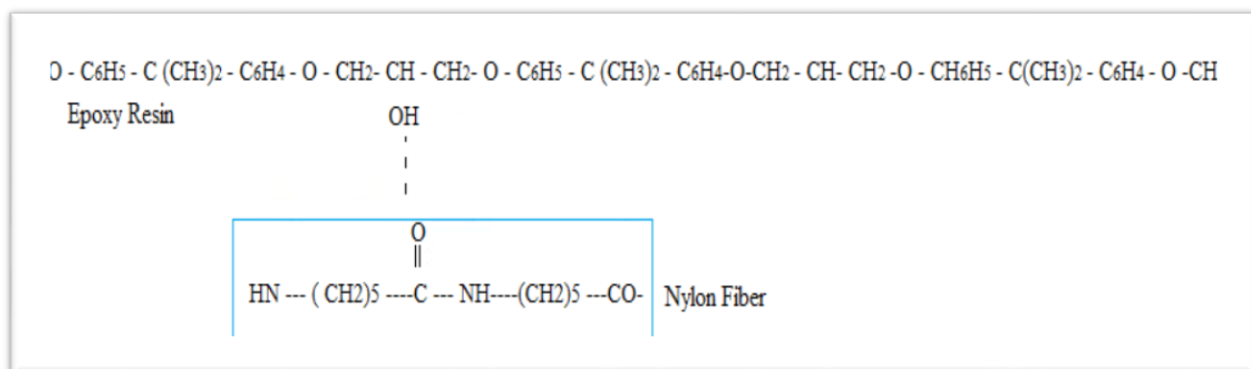 O - C6H5 - C (CH3)2 - C6H4 - O - CH2- CH - CH2- O - C6H5 - C (CH3)2 - C6H4-O-CH2 - CH- CH2 -O - CH6H5 - C(CH3)2 - C6H4 - O -CH
Epoxy Resin OH
O
HN --- ( CH2)5 ----C --- NH----(CH2)5 ---CO- Nylon Fiber